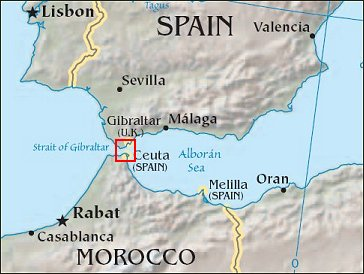 Lisbon
Tagus
SPAIN
Valencia
Sevilla
Gibraltar
(U.K.)
Málaga
Strait of Gibraltar
Ceuta
(SPAIN)
Alborán
Sea
Melilla
(SPAIN)
Oran
Rabat
Casablanca
MOROCCO
0